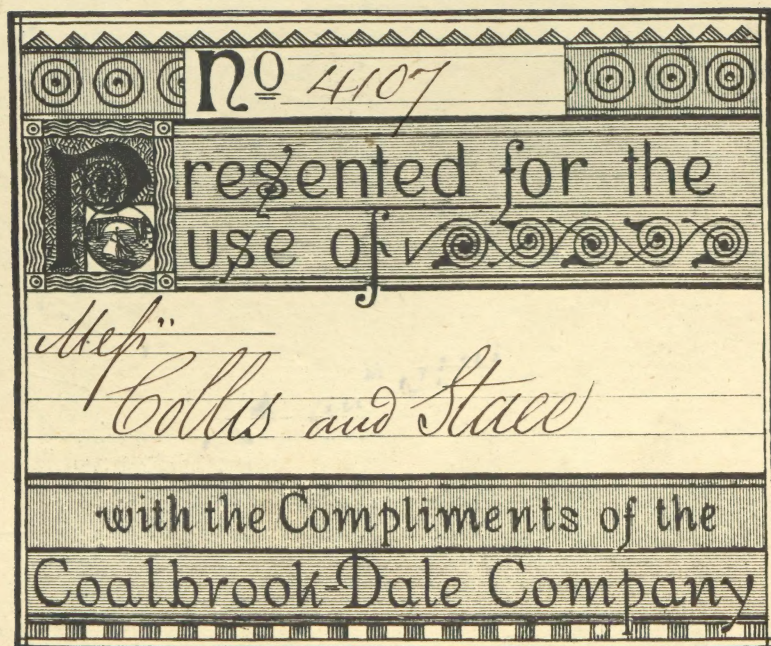 No 4107
Presented for the
use of
Mess"
Collis and Stace
with the Compliments of the
Coalbrook-Dale Company